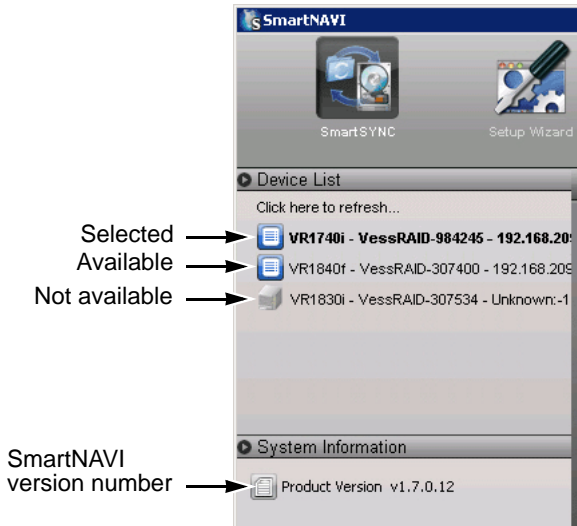 SmartNAVI
SmartSYNC
Setup Wizard
Device List
Click here to refresh...
Selected
VR1740i - VessRAID-984245 - 192.168.20
Available
VR1840f - VessRAID-307400 - 192.168.209
Not available
VR1830i - VessRAID-307534 - Unknown:-1
System Information
SmartNAVI
version number
Product Version v1.7.0.12